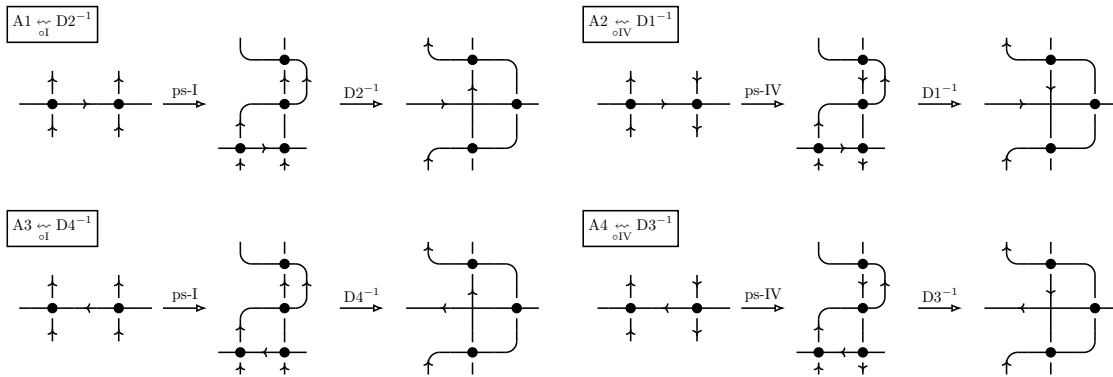 A1 ↜ D2⁻¹ A2 ↜ D1⁻¹
∘I ∘IV
ps-I D2⁻¹ ps-IV D1⁻¹
A3 ↜ D4⁻¹ A4 ↜ D3⁻¹
∘I ∘IV
ps-I D4⁻¹ ps-IV D3⁻¹